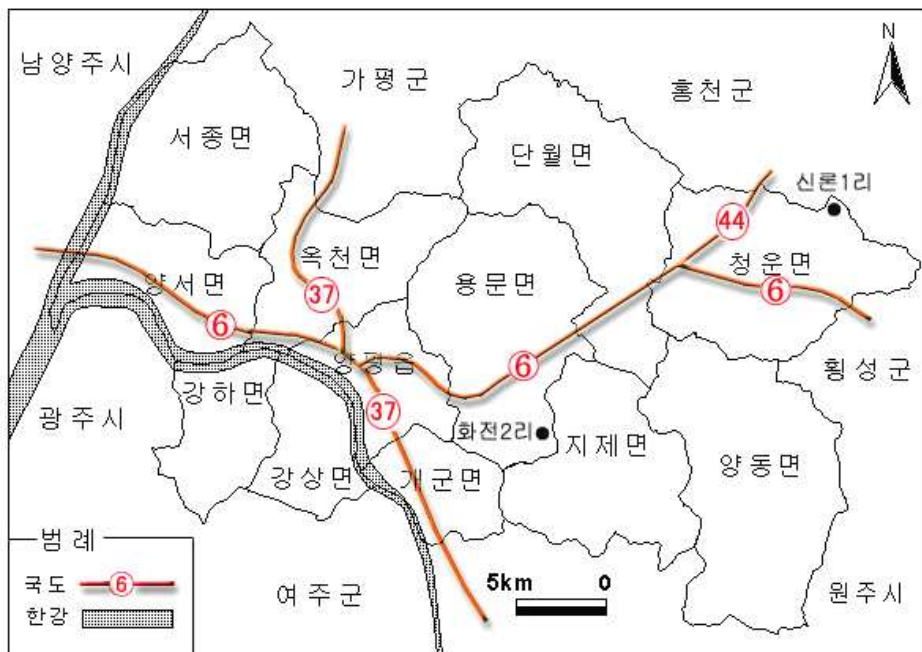 N
남양주시
가평군
홍천군
서종면
단월면
신론1리
44
옥천면
청운면
양서면
용문면
37
6
6
양평읍
6
횡성군
강하면
37
광주시
화전2리
지제면
양동면
강상면
개군면
범례
국도
6
한강
여주군
5km 0
원주시